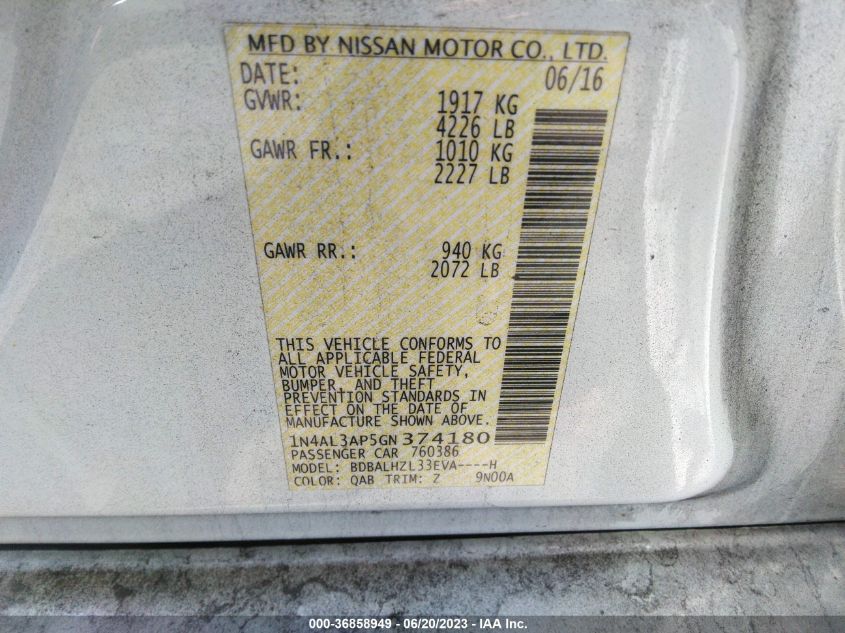 MFD BY NISSAN MOTOR CO., LTD.
DATE: 06/16
GVWR: 1917 KG
4226 LB
GAWR FR.: 1010 KG
2227 LB
GAWR RR.: 940 KG
2072 LB
THIS VEHICLE CONFORMS TO
ALL APPLICABLE FEDERAL
MOTOR VEHICLE SAFETY,
BUMPER, AND THEFT
PREVENTION STANDARDS IN
EFFECT ON THE DATE OF
MANUFACTURE SHOWN ABOVE.
1N4AL3AP5GN374180
PASSENGER CAR 760386
MODEL: BDBALHZL33EVA----H
COLOR: QAB TRIM: Z 9N00A
000-36858949 - 06/20/2023 - IAA Inc.